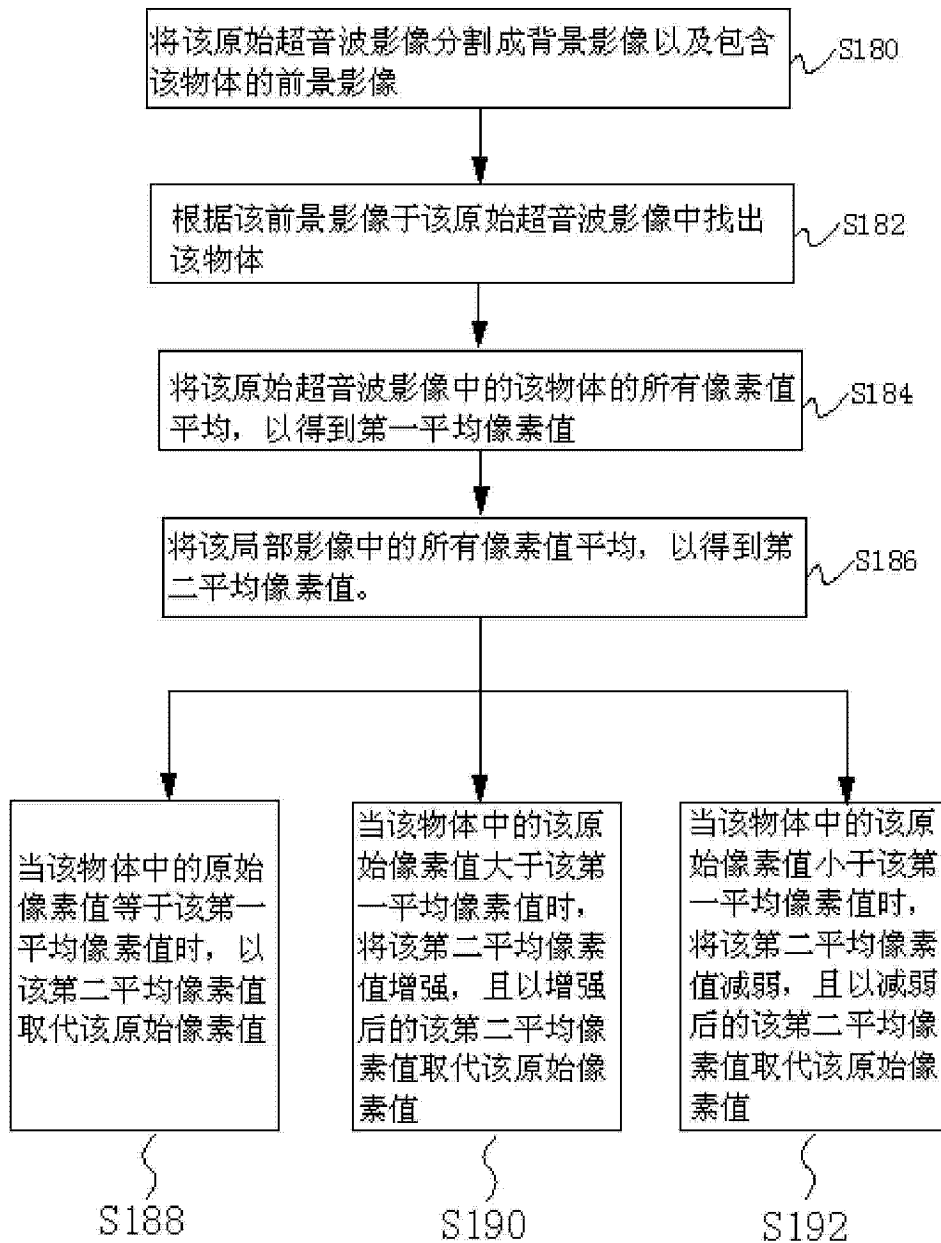 将该原始超音波影像分割成背景影像以及包含
该物体的前景影像
S180
根据该前景影像于该原始超音波影像中找出
该物体
S182
将该原始超音波影像中的该物体的所有像素值
平均，以得到第一平均像素值
S184
将该局部影像中的所有像素值平均，以得到第
二平均像素值。
S186
当该物体中的原始
像素值等于该第一
平均像素值时，以
该第二平均像素值
取代该原始像素值
S188
当该物体中的该原
始像素值大于该第
一平均像素值时，
将该第二平均像素
值增强，且以增强
后的该第二平均像
素值取代该原始像
素值
S190
当该物体中的该原
始像素值小于该第
一平均像素值时，
将该第二平均像素
值减弱，且以减弱
后的该第二平均像
素值取代该原始像
素值
S192